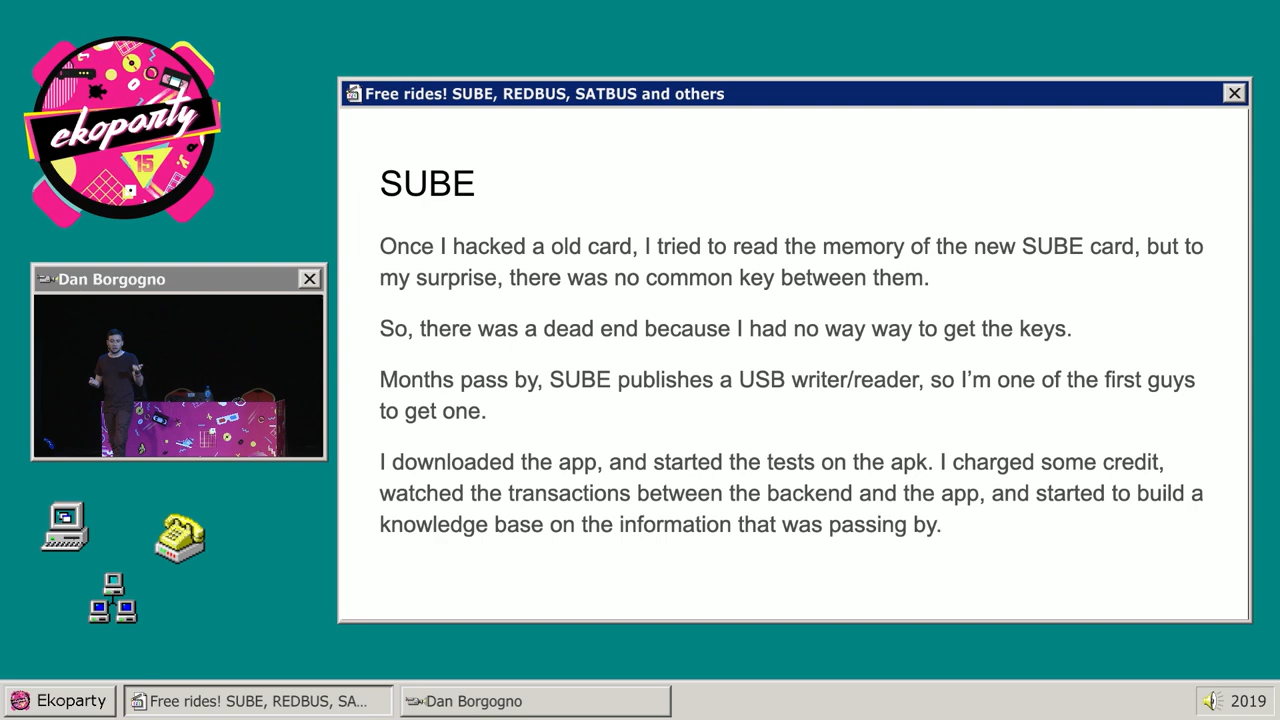 ekoparty
15
Free rides! SUBE, REDBUS, SATBUS and others
SUBE
Once I hacked a old card, I tried to read the memory of the new SUBE card, but to
my surprise, there was no common key between them.
So, there was a dead end because I had no way way to get the keys.
Months pass by, SUBE publishes a USB writer/reader, so I’m one of the first guys
to get one.
I downloaded the app, and started the tests on the apk. I charged some credit,
watched the transactions between the backend and the app, and started to build a
knowledge base on the information that was passing by.
Dan Borgogno
Ekoparty
Free rides! SUBE, REDBUS, SA...
Dan Borgogno
2019